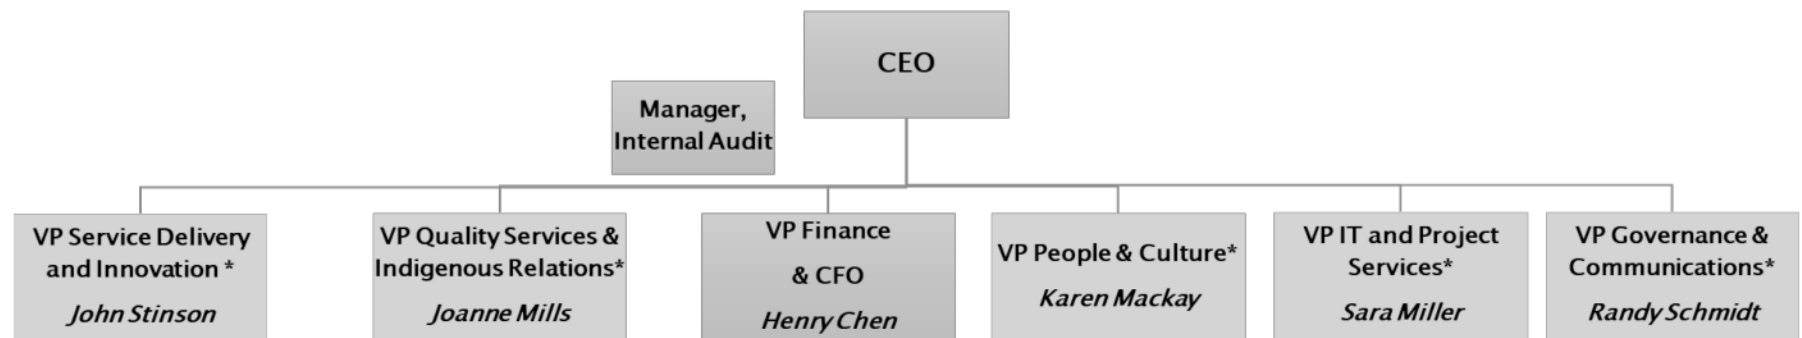 CEO
Manager,
Internal Audit
VP Service Delivery
and Innovation *
John Stinson
VP Quality Services &
Indigenous Relations*
Joanne Mills
VP Finance
& CFO
Henry Chen
VP People & Culture*
Karen Mackay
VP IT and Project
Services*
Sara Miller
VP Governance &
Communications*
Randy Schmidt